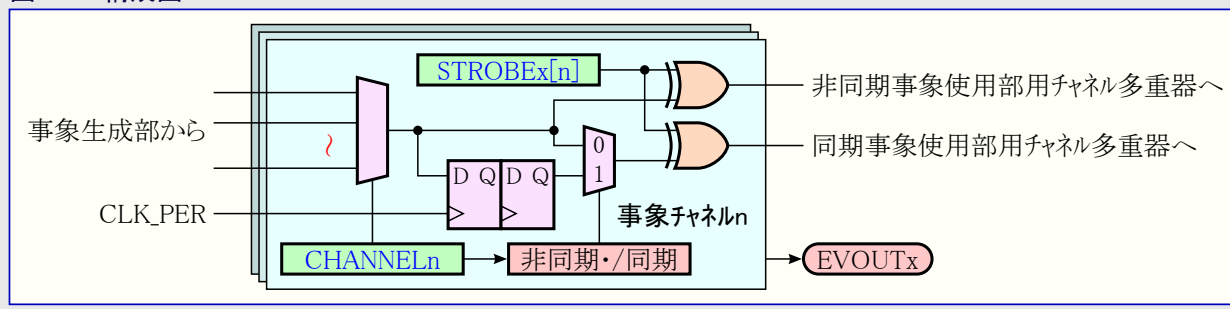 STROBEx[n]
非同期事象使用部用チャネル多重器へ
事象生成部から
0
同期事象使用部用チャネル多重器へ
1
D Q D Q
CLK_PER
事象チャネルn
CHANNELn
非同期・/同期
EVOUTx